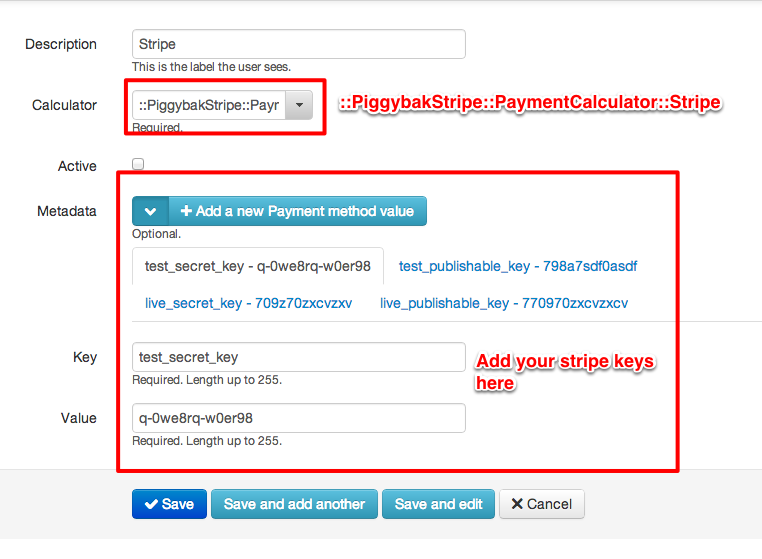 Description
Stripe
This is the label the user sees.
Calculator
::PiggybakStripe::Payr
::PiggybakStripe::PaymentCalculator::Stripe
Required.
Active
Metadata
+ Add a new Payment method value
Optional.
test_secret_key - q-0we8rq-w0er98
test_publishable_key - 798a7sdf0asdf
live_secret_key - 709z70zxcvzxv
live_publishable_key - 770970zxcvzxcv
Key
test_secret_key
Required. Length up to 255.
Add your stripe keys
here
Value
q-0we8rq-w0er98
Required. Length up to 255.
Save
Save and add another
Save and edit
Cancel